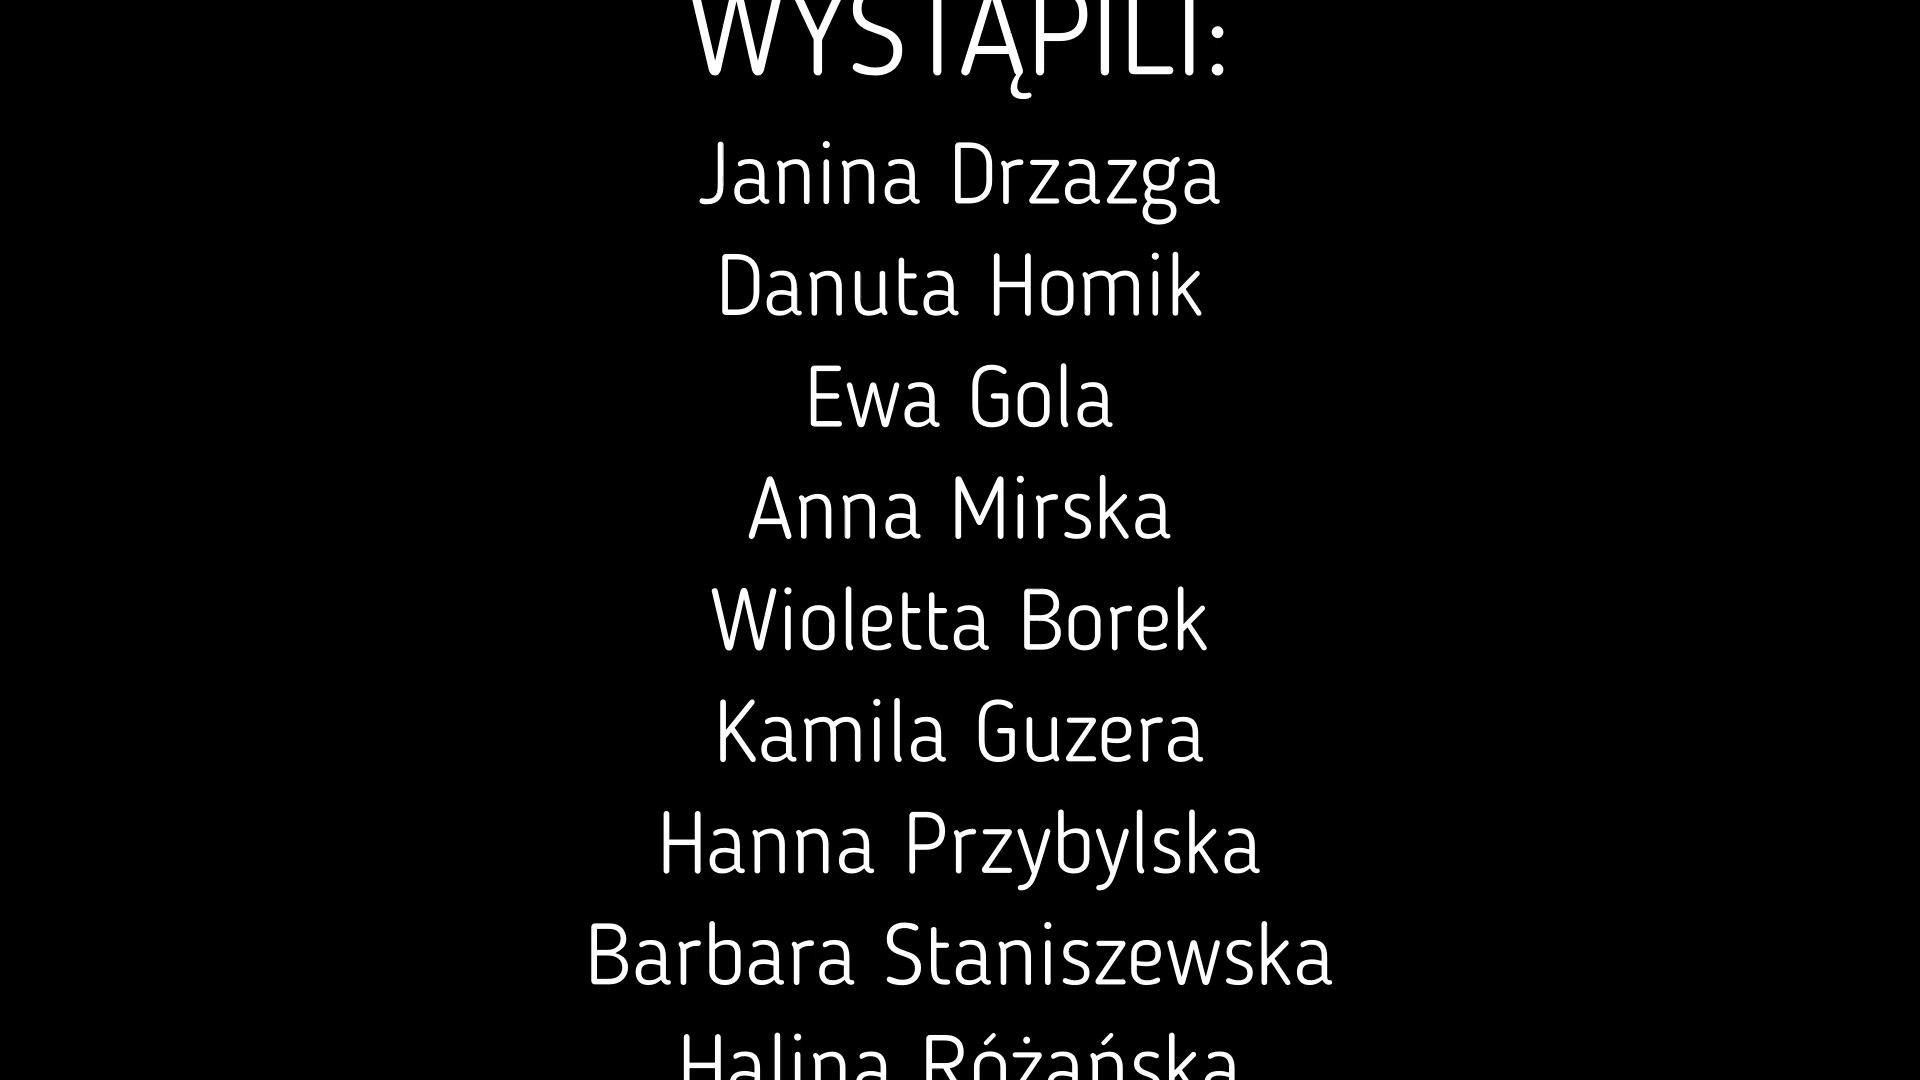 WYSTĄPILI:
Janina Drzazga
Danuta Homik
Ewa Gola
Anna Mirska
Wioletta Borek
Kamila Guzera
Hanna Przybylska
Barbara Staniszewska
Halina Różańska